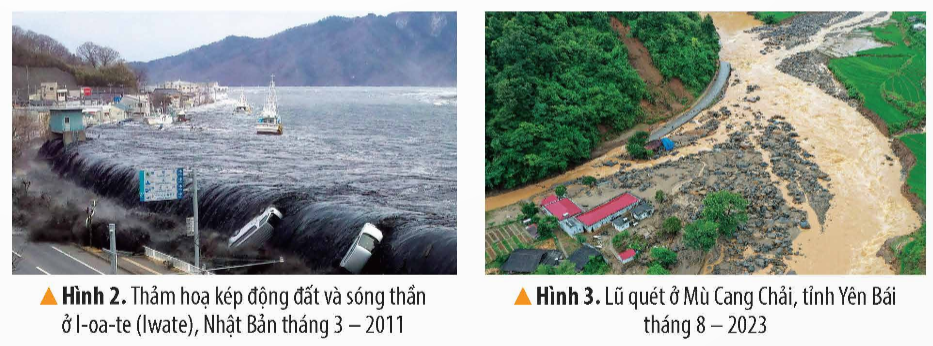 ▲ Hình 2. Thảm hoạ kép động đất và sóng thần
ở I-oa-te (Iwate), Nhật Bản tháng 3 – 2011
▲ Hình 3. Lũ quét ở Mù Cang Chải, tỉnh Yên Bái
tháng 8 – 2023